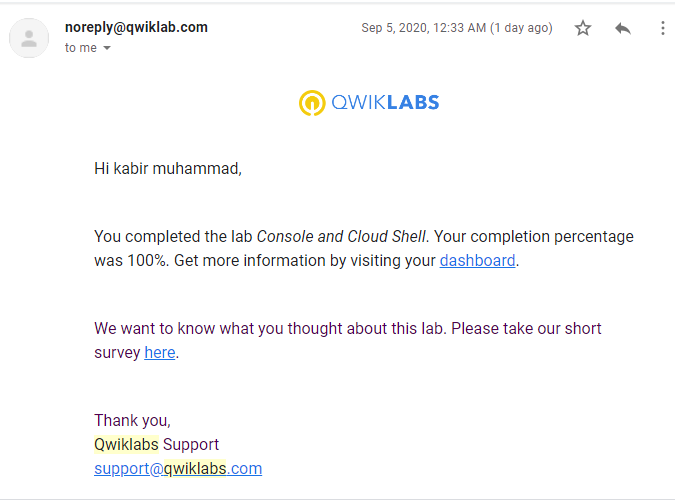 noreply@qwiklab.com
Sep 5, 2020, 12:33 AM (1 day ago)
to me
QWIKLABS
Hi kabir muhammad,
You completed the lab Console and Cloud Shell. Your completion percentage
was 100%. Get more information by visiting your dashboard.
We want to know what you thought about this lab. Please take our short
survey here.
Thank you,
Qwiklabs Support
support@qwiklabs.com